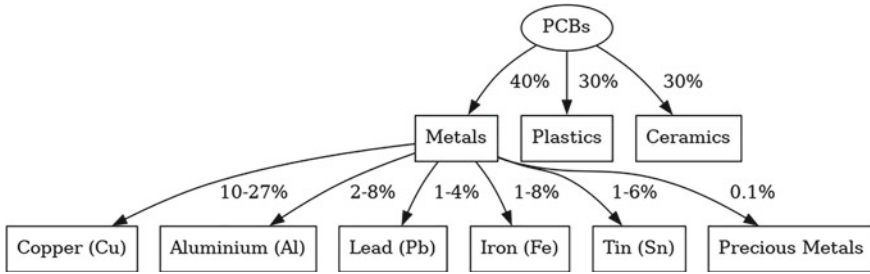 PCBs
40%
30%
30%
Metals
Plastics
Ceramics
10-27%
2-8%
1-4%
1-8%
1-6%
0.1%
Copper (Cu)
Aluminium (Al)
Lead (Pb)
Iron (Fe)
Tin (Sn)
Precious Metals